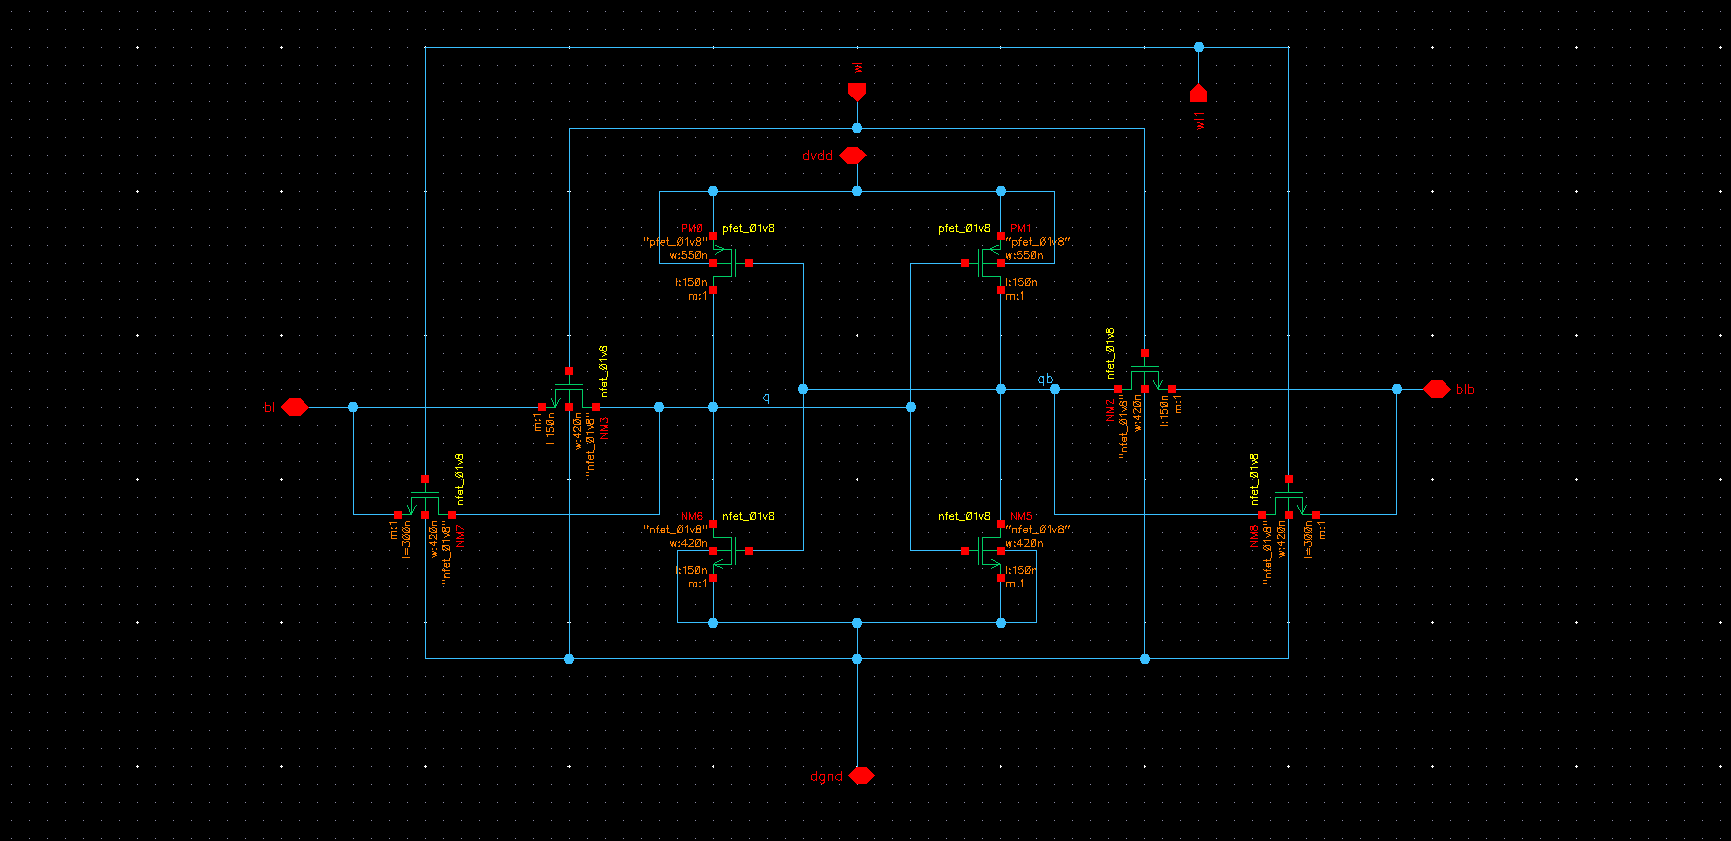 wl
wl1
dvdd
PM0
pfet_01v8
"pfet_01v8"
w:550n
l:150n
m:1
pfet_01v8
PM1
"pfet_01v8"
w:550n
l:150n
m:1
nfet_01v8
m:1
l:150n
w:420n
"nfet_01v8"
NM3
q
qb
nfet_01v8
NM2
"nfet_01v8"
w:420n
l:150n
m:1
bl
blb
nfet_01v8
m:1
l=300n
w:420n
"nfet_01v8"
NM7
NM6
nfet_01v8
"nfet_01v8"
w:420n
l:150n
m:1
nfet_01v8
NM5
"nfet_01v8"
w:420n
l:150n
m:1
nfet_01v8
NM8
"nfet_01v8"
w:420n
l=300n
m:1
dgnd